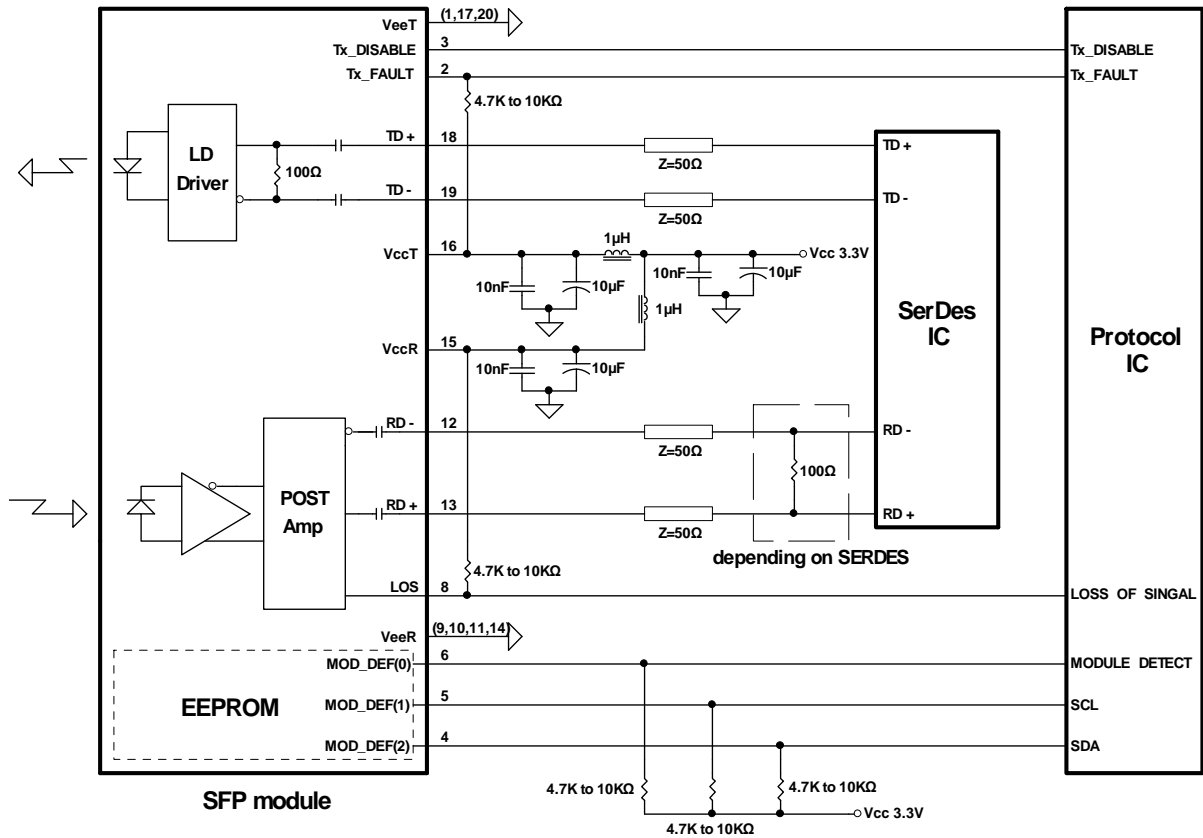 VeeT
(1,17,20)
Tx_DISABLE
3
Tx_DISABLE
Tx_FAULT
2
Tx_FAULT
4.7K to 10KΩ
LD
Driver
100Ω
TD +
18
Z=50Ω
TD +
TD -
19
Z=50Ω
TD -
VccT
16
1µH
Vcc 3.3V
10nF
10µF
10nF
10µF
1µH
SerDes
IC
Protocol
IC
VccR
15
10nF
10µF
RD -
12
Z=50Ω
RD -
100Ω
POST
Amp
RD +
13
Z=50Ω
RD +
depending on SERDES
4.7K to 10KΩ
LOS
8
LOSS OF SINGAL
VeeR
(9,10,11,14)
MOD_DEF(0)
6
MODULE DETECT
EEPROM
MOD_DEF(1)
5
SCL
MOD_DEF(2)
4
SDA
4.7K to 10KΩ
4.7K to 10KΩ
4.7K to 10KΩ
Vcc 3.3V
SFP module